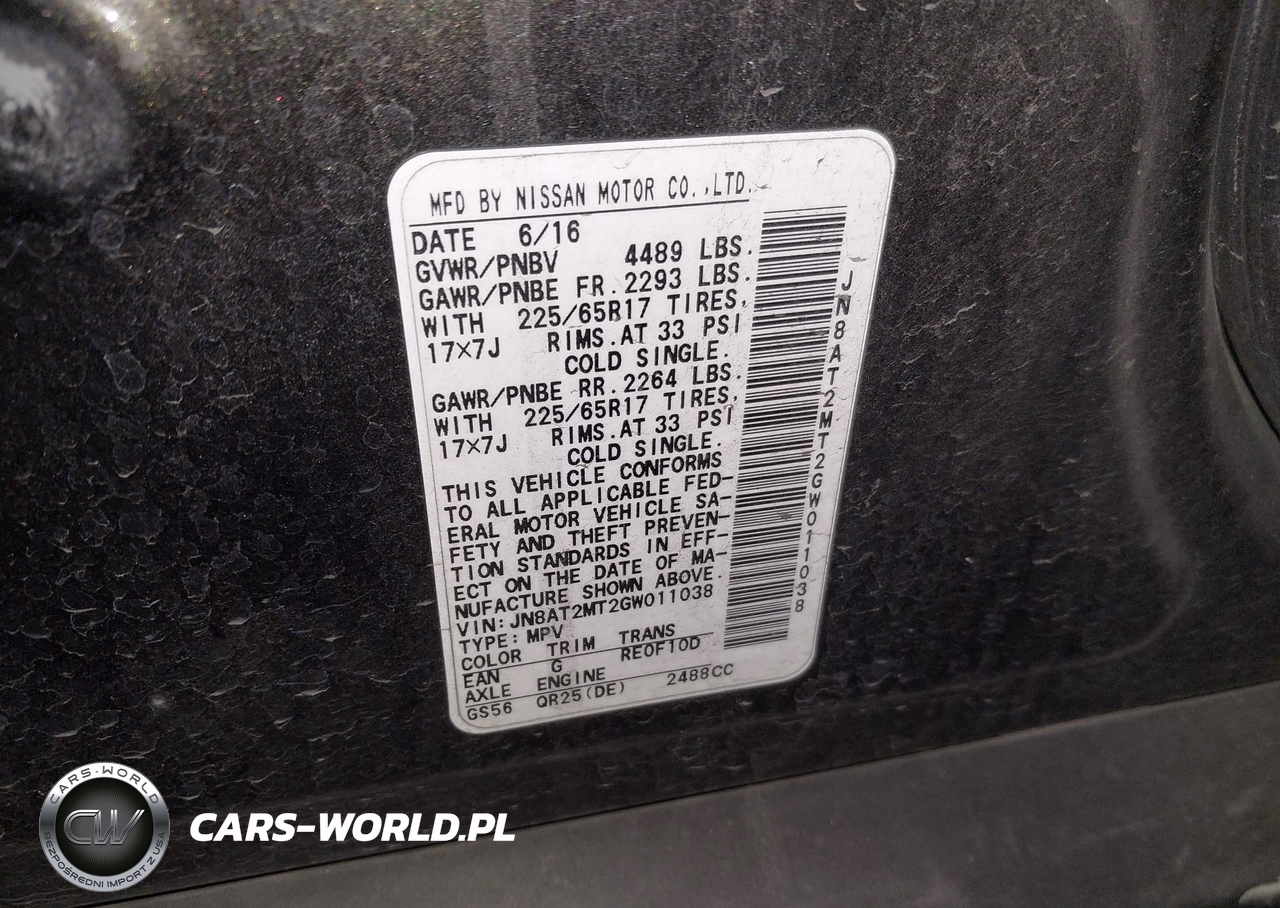 MFD BY NISSAN MOTOR CO.,LTD.
DATE 6/16
GVWR/PNBV 4489 LBS.
GAWR/PNBE FR.2293 LBS.
WITH 225/65R17 TIRES,
17×7J RIMS.AT 33 PSI
COLD SINGLE.
GAWR/PNBE RR.2264 LBS.
WITH 225/65R17 TIRES,
17×7J RIMS.AT 33 PSI
COLD SINGLE.
THIS VEHICLE CONFORMS
TO ALL APPLICABLE FED-
ERAL MOTOR VEHICLE SA-
FETY AND THEFT PREVEN-
TION STANDARDS IN EFF-
ECT ON THE DATE OF MA-
NUFACTURE SHOWN ABOVE.
VIN:JN8AT2MT2GW011038
TYPE:MPV
COLOR TRIM TRANS
EAN G RE0F10D
AXLE ENGINE
GS56 QR25(DE) 2488CC
JN8AT2MT2GW011038
CARS-WORLD
CW
BEZPOŚREDNI IMPORT Z USA
CARS-WORLD.PL